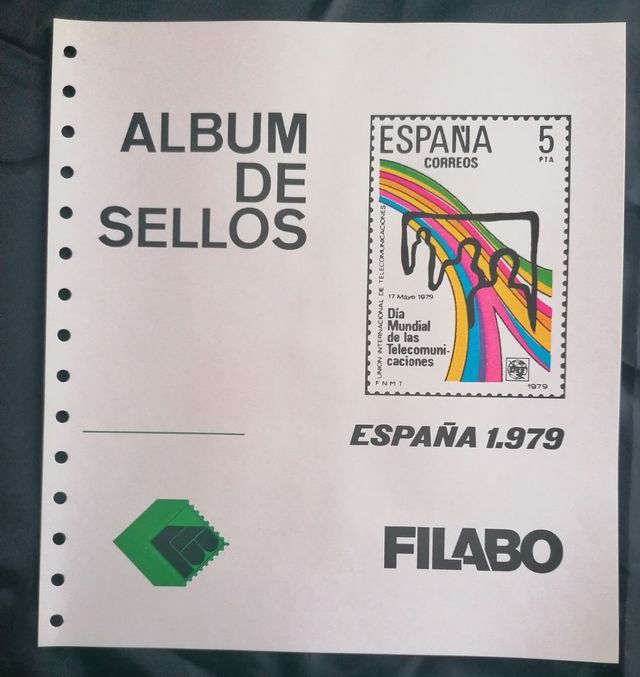 ALBUM
DE
SELLOS
ESPAÑA 5
CORREOS PTA
UNION INTERNACIONAL DE TELECOMUNICACIONES
17 Mayo 1979
Día
Mundial
de las
Telecomuni-
caciones
F N M T
1979
ESPAÑA 1.979
FILABO